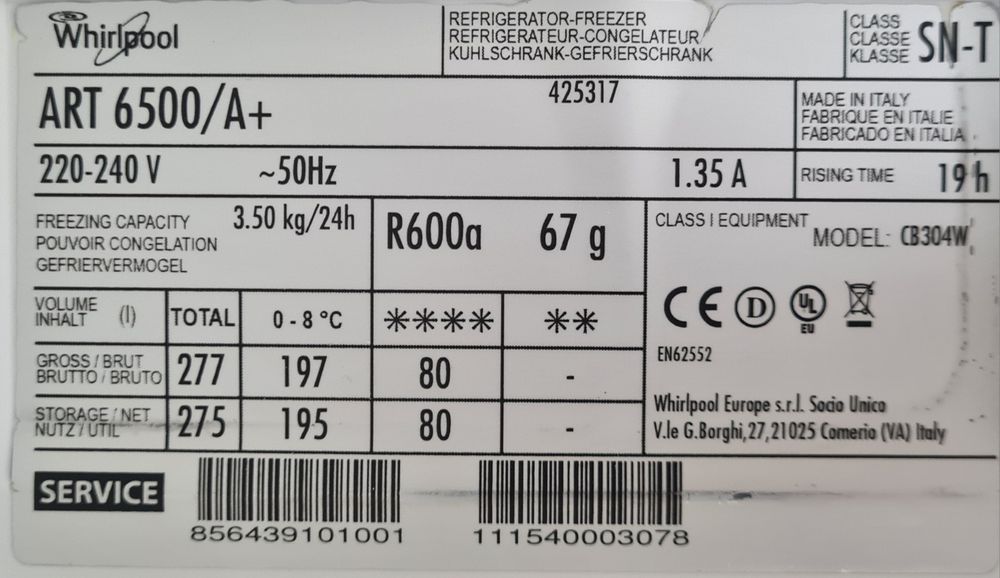 Whirlpool
REFRIGERATOR-FREEZER
REFRIGERATEUR-CONGELATEUR
KUHLSCHRANK-GEFRIERSCHRANK
CLASS
CLASSE
KLASSE
SN-T
ART 6500/A+
425317
MADE IN ITALY
FABRIQUE EN ITALIE
FABRICADO EN ITALIA
220-240 V ~50Hz 1.35 A
RISING TIME 19 h
FREEZING CAPACITY 3.50 kg/24h
POUVOIR CONGELATION
GEFRIERVERMOGEL
R600a 67 g
CLASS I EQUIPMENT
MODEL: CB304W
VOLUME
INHALT (l)
TOTAL 0 - 8 °C **** **
GROSS / BRUT
BRUTTO / BRUTO
277 197 80 -
STORAGE / NET
NUTZ / UTIL
275 195 80 -
CE D UL
EU
EN62552
Whirlpool Europe s.r.l. Socio Unico
V.le G.Borghi,27,21025 Comerio (VA) Italy
SERVICE
856439101001
111540003078